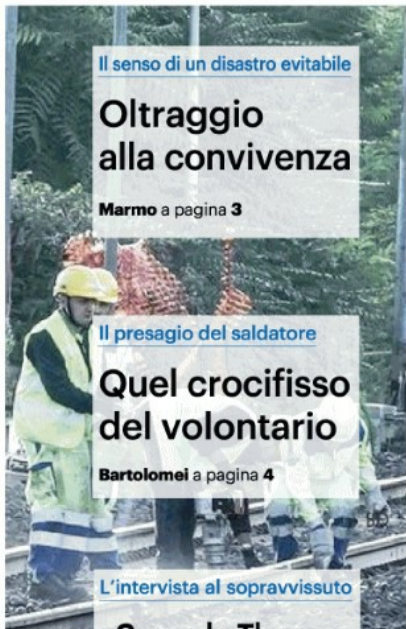 Il senso di un disastro evitabile
Oltraggio
alla convivenza
Marmo a pagina 3
Il presagio del saldatore
Quel crocifisso
del volontario
Bartolomei a pagina 4
L'intervista al sopravvissuto